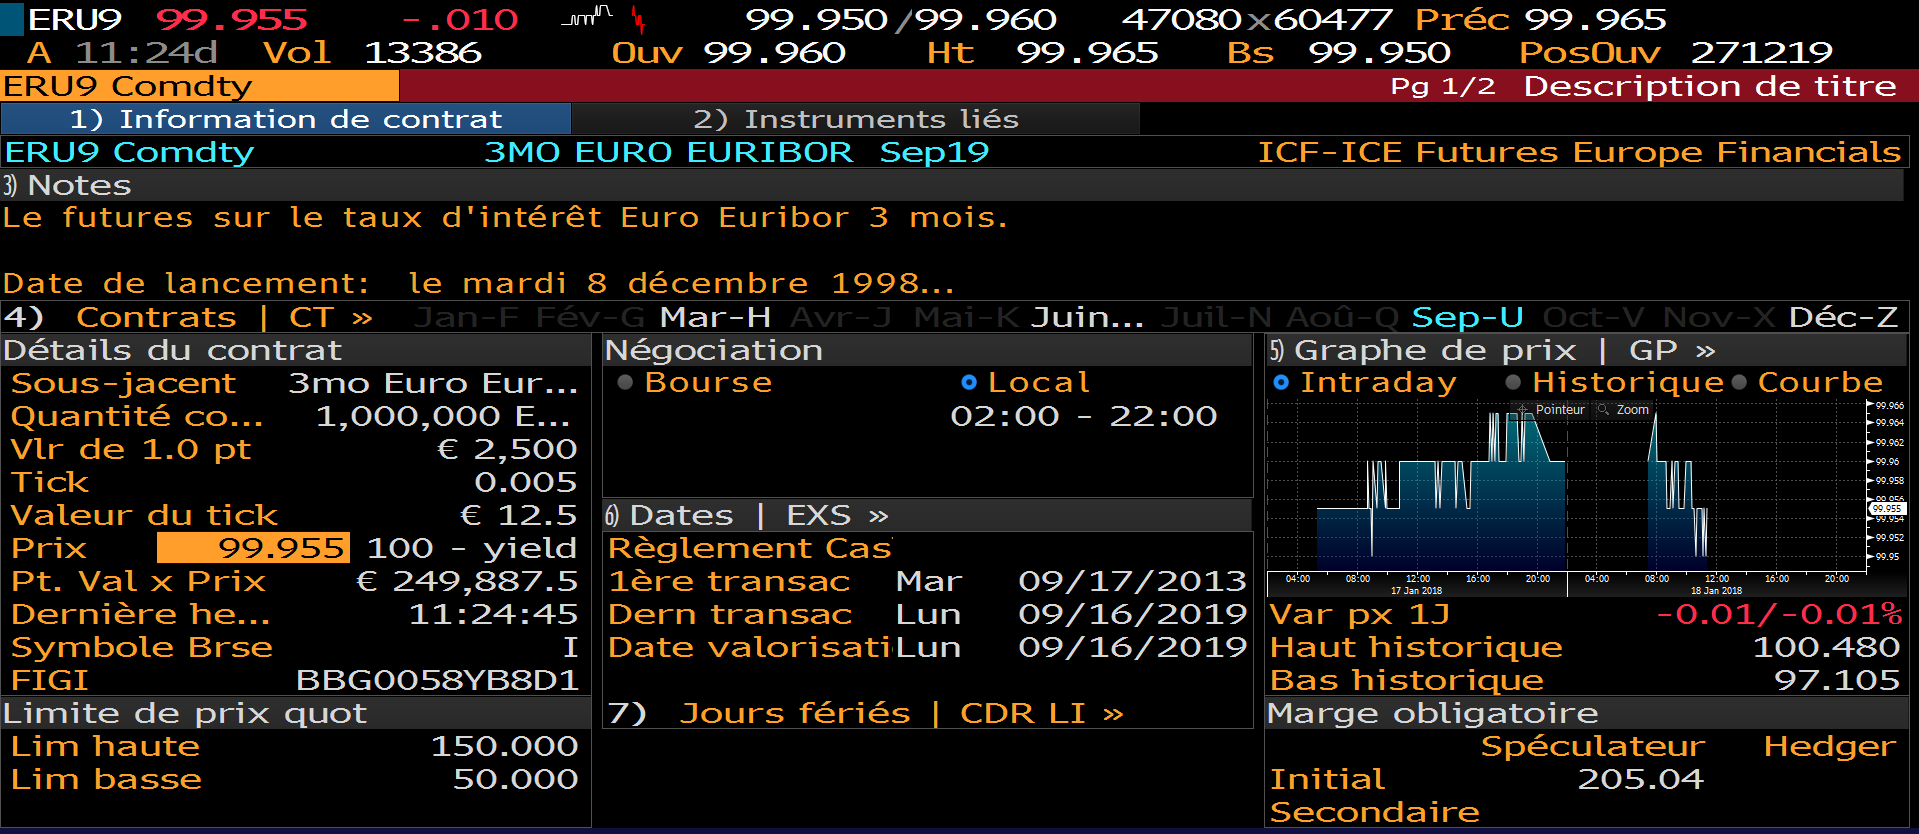 ERU9 99.955 -.010 99.950/99.960 47080x60477 Préc 99.965
A 11:24d Vol 13386 Ouv 99.960 Ht 99.965 Bs 99.950 PosOuv 271219
ERU9 Comdty Pg 1/2 Description de titre
1) Information de contrat 2) Instruments liés
ERU9 Comdty 3MO EURO EURIBOR Sep19 ICF-ICE Futures Europe Financials
3) Notes
Le futures sur le taux d'intérêt Euro Euribor 3 mois.
Date de lancement: le mardi 8 décembre 1998...
4) Contrats | CT » Jan-F Fév-G Mar-H Avr-J Mai-K Juin... Juil-N Aoû-Q Sep-U Oct-V Nov-X Déc-Z
Détails du contrat
Sous-jacent 3mo Euro Eur...
Quantité co... 1,000,000 E...
Vlr de 1.0 pt € 2,500
Tick 0.005
Valeur du tick € 12.5
Prix 99.955 100 - yield
Pt. Val x Prix € 249,887.5
Dernière he... 11:24:45
Symbole Brse I
FIGI BBG0058YB8D1
Limite de prix quot
Lim haute 150.000
Lim basse 50.000
Négociation
Bourse Local
02:00 - 22:00
6) Dates | EXS »
Règlement Cas
1ère transac Mar 09/17/2013
Dern transac Lun 09/16/2019
Date valorisati Lun 09/16/2019
7) Jours fériés | CDR LI »
5) Graphe de prix | GP »
Intraday Historique Courbe
Pointeur Zoom
99.966
99.964
99.962
99.96
99.958
99.956
99.955
99.954
99.952
99.95
04:00 08:00 12:00 16:00 20:00 04:00 08:00 12:00 16:00 20:00
17 Jan 2018 18 Jan 2018
Var px 1J -0.01/-0.01%
Haut historique 100.480
Bas historique 97.105
Marge obligatoire
Spéculateur Hedger
Initial 205.04
Secondaire